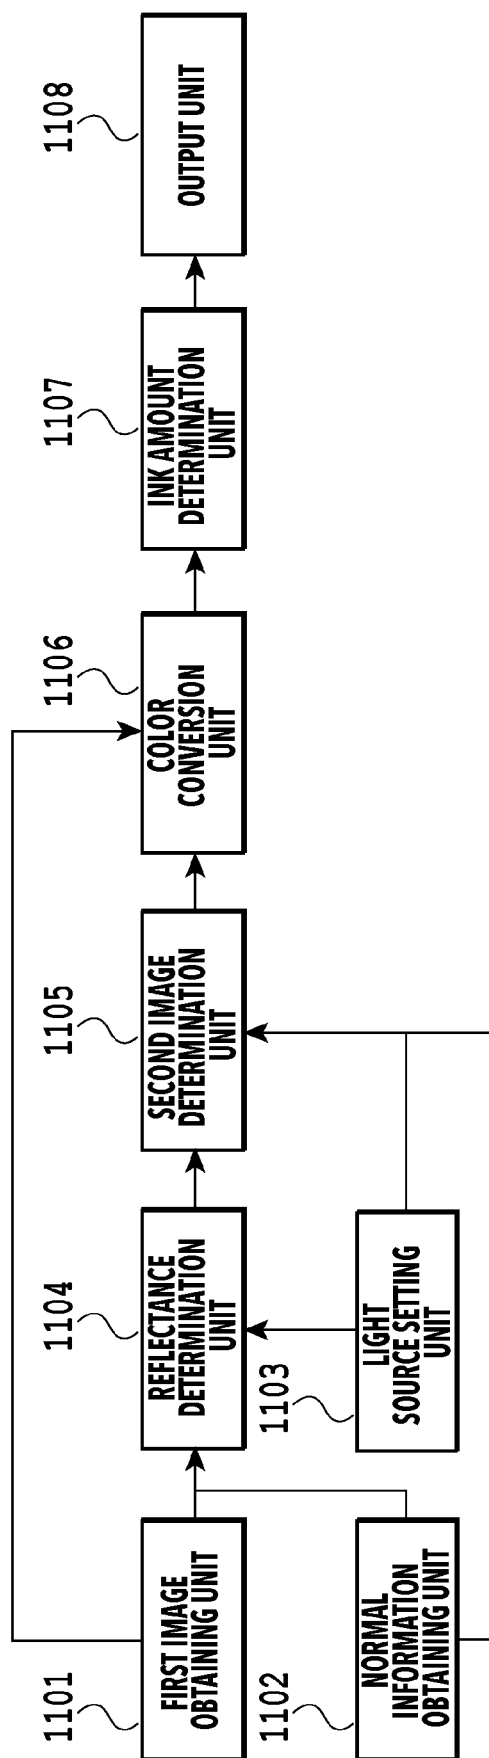 1101
FIRST IMAGE
OBTAINING UNIT
1102
NORMAL
INFORMATION
OBTAINING UNIT
1103
LIGHT
SOURCE SETTING
UNIT
1104
REFLECTANCE
DETERMINATION
UNIT
1105
SECOND IMAGE
DETERMINATION
UNIT
1106
COLOR
CONVERSION
UNIT
1107
INK AMOUNT
DETERMINATION
UNIT
1108
OUTPUT UNIT